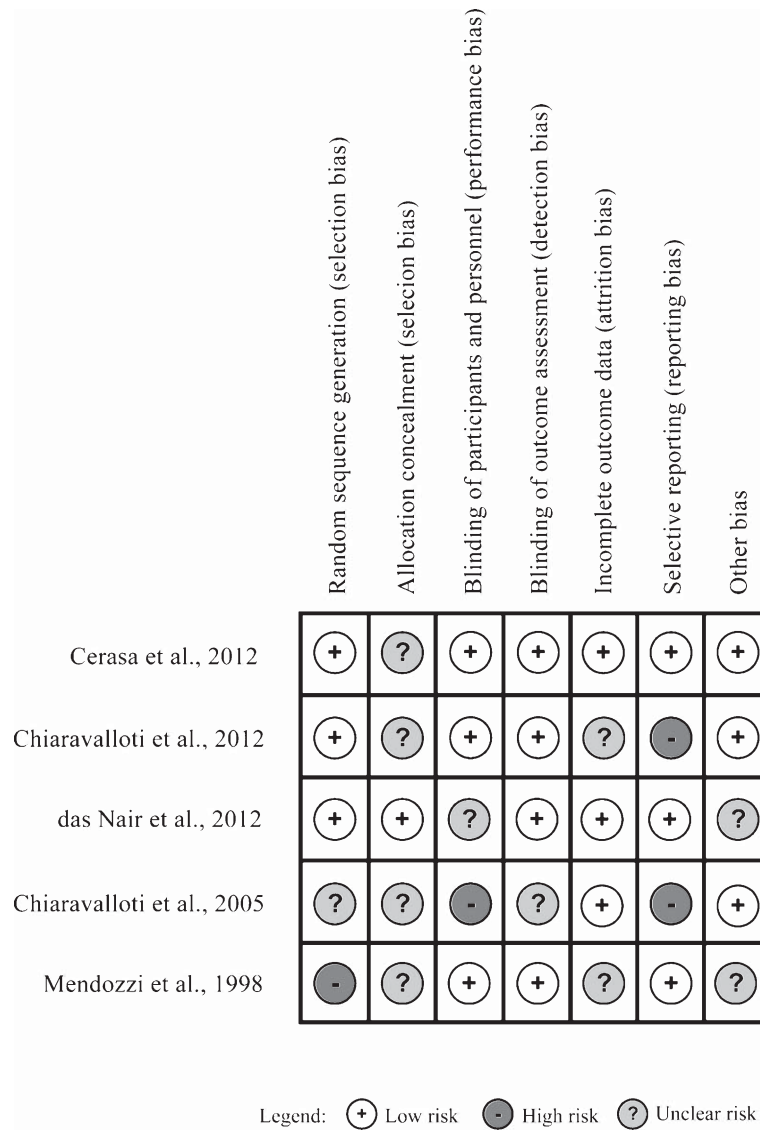 Random sequence generation (selection bias)
Allocation concealment (selecion bias)
Blinding of participants and personnel (performance bias)
Blinding of outcome assessment (detection bias)
Incomplete outcome data (attrition bias)
Selective reporting (reporting bias)
Other bias
Cerasa et al., 2012 + ? + + + + +
Chiaravalloti et al., 2012 + ? + + ? - +
das Nair et al., 2012 + + ? + + + ?
Chiaravalloti et al., 2005 ? ? - ? + - +
Mendozzi et al., 1998 - ? + + ? + ?
Legend: + Low risk - High risk ? Unclear risk